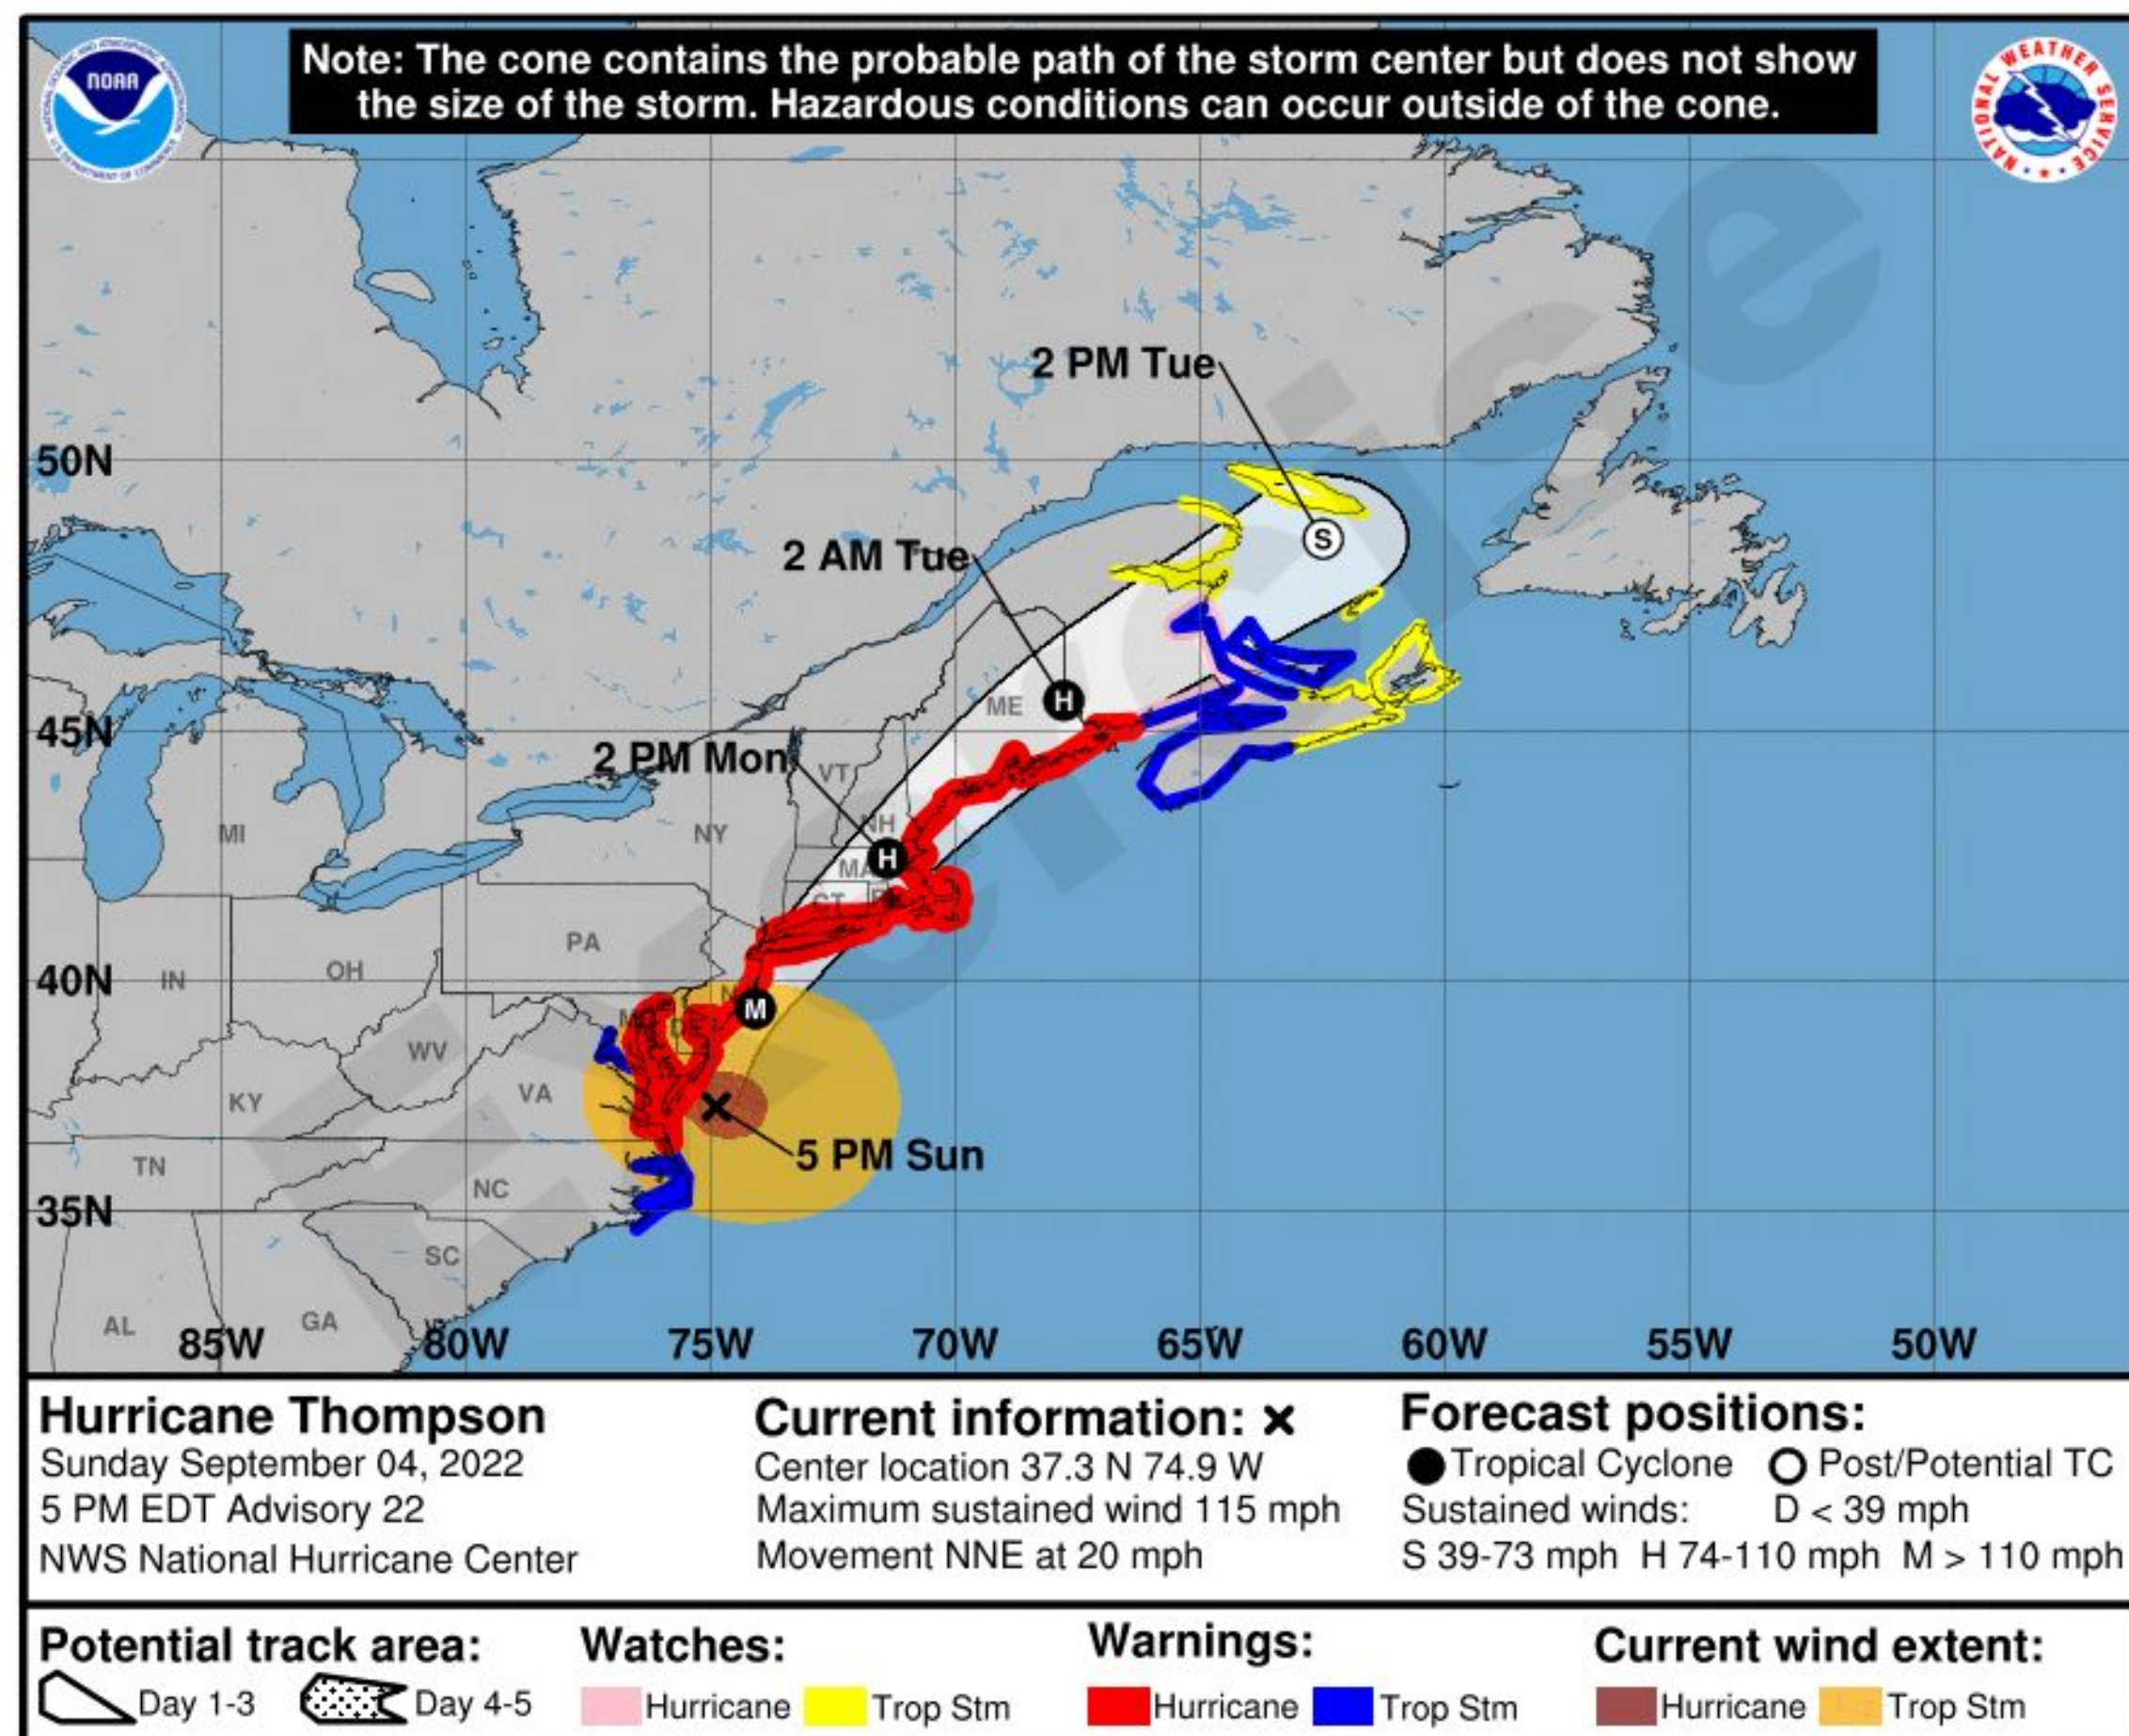 Note: The cone contains the probable path of the storm center but does not show
the size of the storm. Hazardous conditions can occur outside of the cone.
NOAA
NATIONAL WEATHER SERVICE
Exercise
2 PM Tue
S
50N
2 AM Tue
H
ME
45N
2 PM Mon
VT
MI
NY
NH
H
MA
CT
PA
40N
IN
OH
M
WV
VA
KY
5 PM Sun
TN
NC
35N
SC
AL
GA
85W 80W 75W 70W 65W 60W 55W 50W
Hurricane Thompson
Sunday September 04, 2022
5 PM EDT Advisory 22
NWS National Hurricane Center
Current information: ×
Center location 37.3 N 74.9 W
Maximum sustained wind 115 mph
Movement NNE at 20 mph
Forecast positions:
Tropical Cyclone Post/Potential TC
Sustained winds: D < 39 mph
S 39-73 mph H 74-110 mph M > 110 mph
Potential track area:
Day 1-3 Day 4-5
Watches:
Hurricane Trop Stm
Warnings:
Hurricane Trop Stm
Current wind extent:
Hurricane Trop Stm